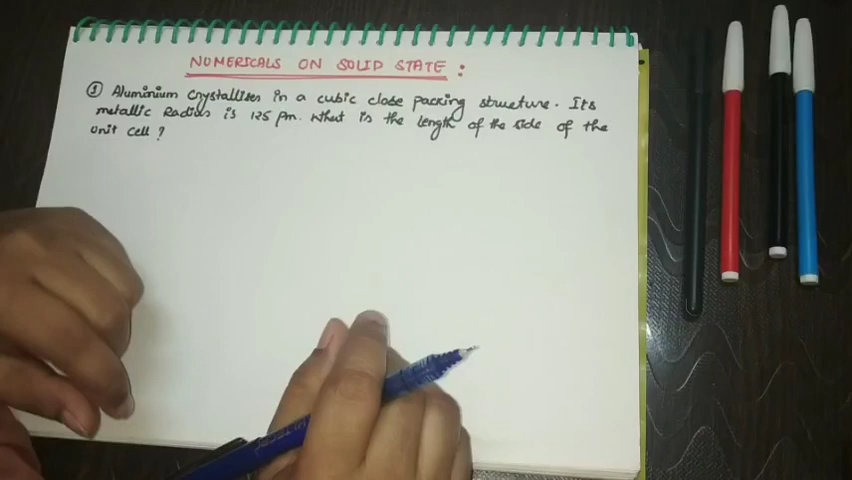 NUMERICALS ON SOLID STATE :
① Aluminium Crystallizes in a cubic close packing structure. Its
metallic Radius is 125 pm. What is the length of the side of the
unit cell ?